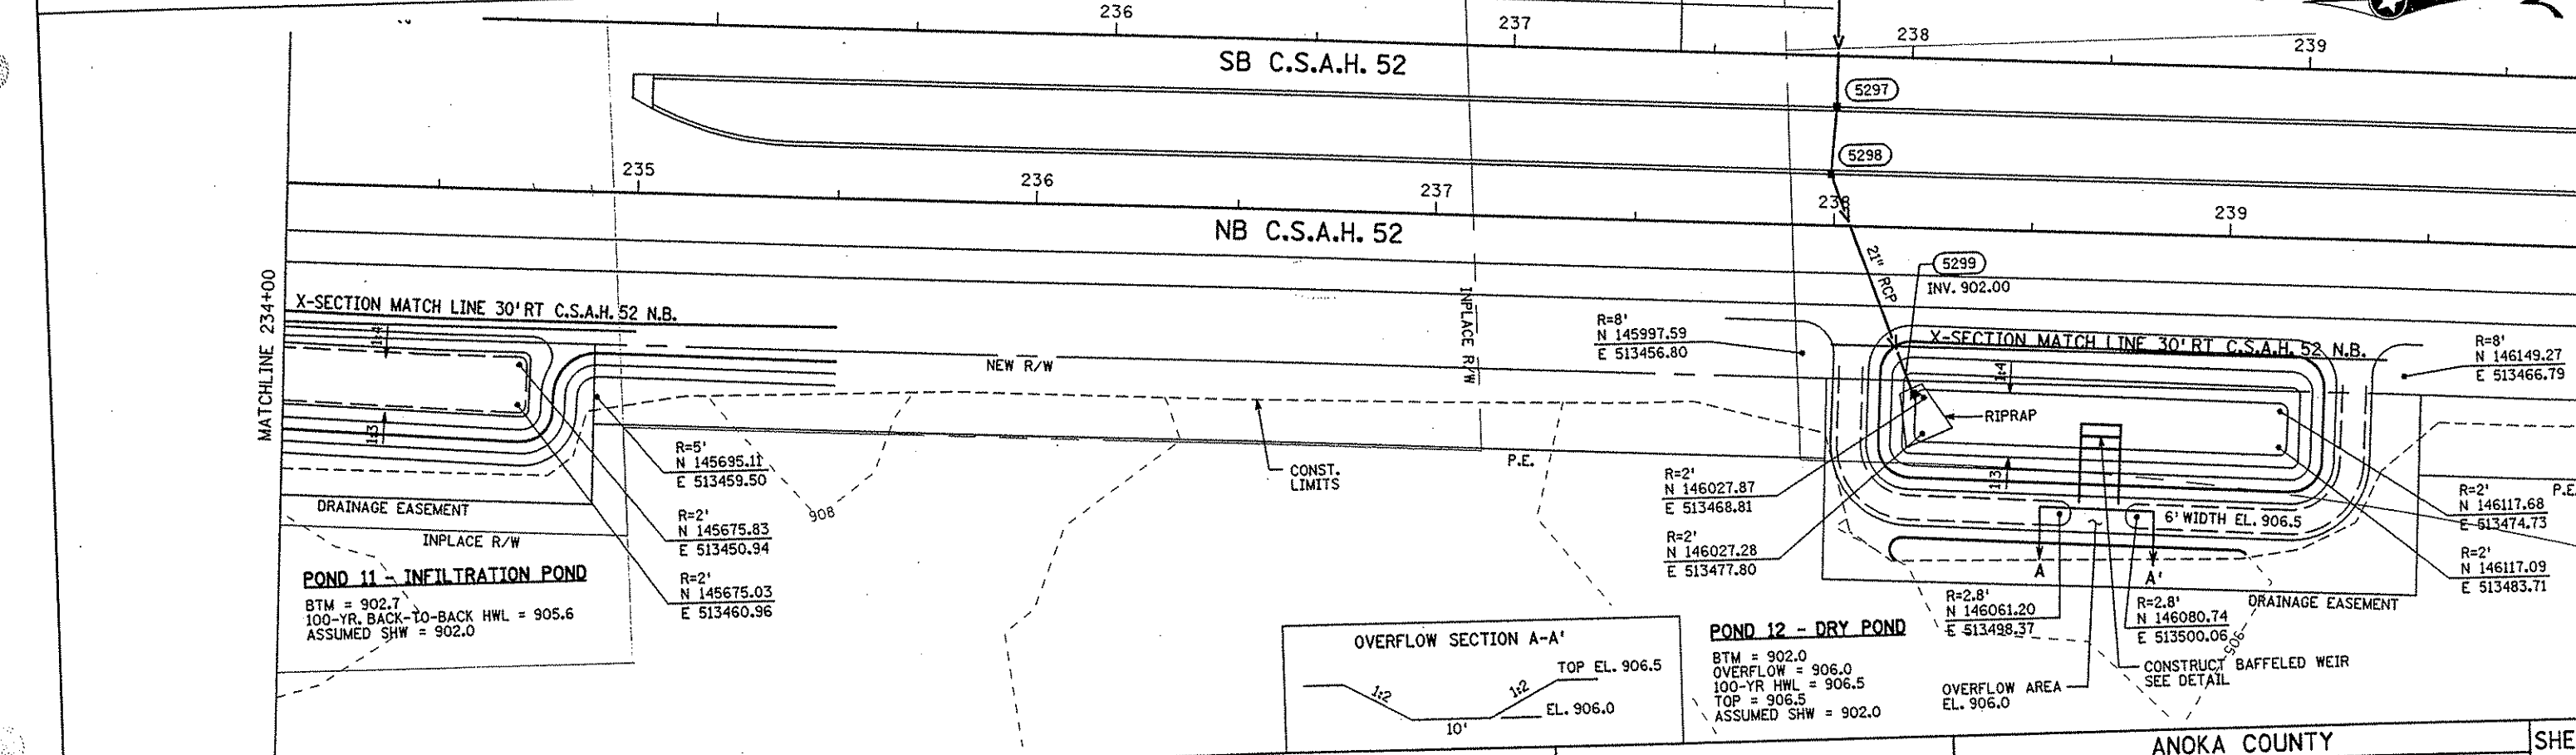 236
237
238
239
SB C.S.A.H. 52
5297
5298
235
236
237
238
239
NB C.S.A.H. 52
21" RCP
5299
INV. 902.00
MATCHLINE 234+00
X-SECTION MATCH LINE 30' RT C.S.A.H. 52 N.B.
1:4
1:3
NEW R/W
INPLACE R/W
R=8'
N 145997.59
E 513456.80
X-SECTION MATCH LINE 30' RT C.S.A.H. 52 N.B.
R=8'
N 146149.27
E 513466.79
1:4
RIPRAP
1:3
R=5'
N 145695.11
E 513459.50
908
CONST.
LIMITS
P.E.
R=2'
N 146027.87
E 513468.81
R=2'
N 146117.68
E 513474.73
P.E.
DRAINAGE EASEMENT
INPLACE R/W
R=2'
N 145675.83
E 513450.94
R=2'
N 146027.28
E 513477.80
6' WIDTH EL. 906.5
R=2'
N 146117.09
E 513483.71
A
A'
POND 11 - INFILTRATION POND
BTM = 902.7
100-YR. BACK-TO-BACK HWL = 905.6
ASSUMED SHW = 902.0
R=2'
N 145675.03
E 513460.96
R=2.8'
N 146061.20
E 513498.37
R=2.8'
N 146080.74
E 513500.06
DRAINAGE EASEMENT
905
OVERFLOW SECTION A-A'
TOP EL. 906.5
1:2
1:2
EL. 906.0
10'
POND 12 - DRY POND
BTM = 902.0
OVERFLOW = 906.0
100-YR HWL = 906.5
TOP = 906.5
ASSUMED SHW = 902.0
OVERFLOW AREA
EL. 906.0
CONSTRUCT BAFFELED WEIR
SEE DETAIL
ANOKA COUNTY
SHE